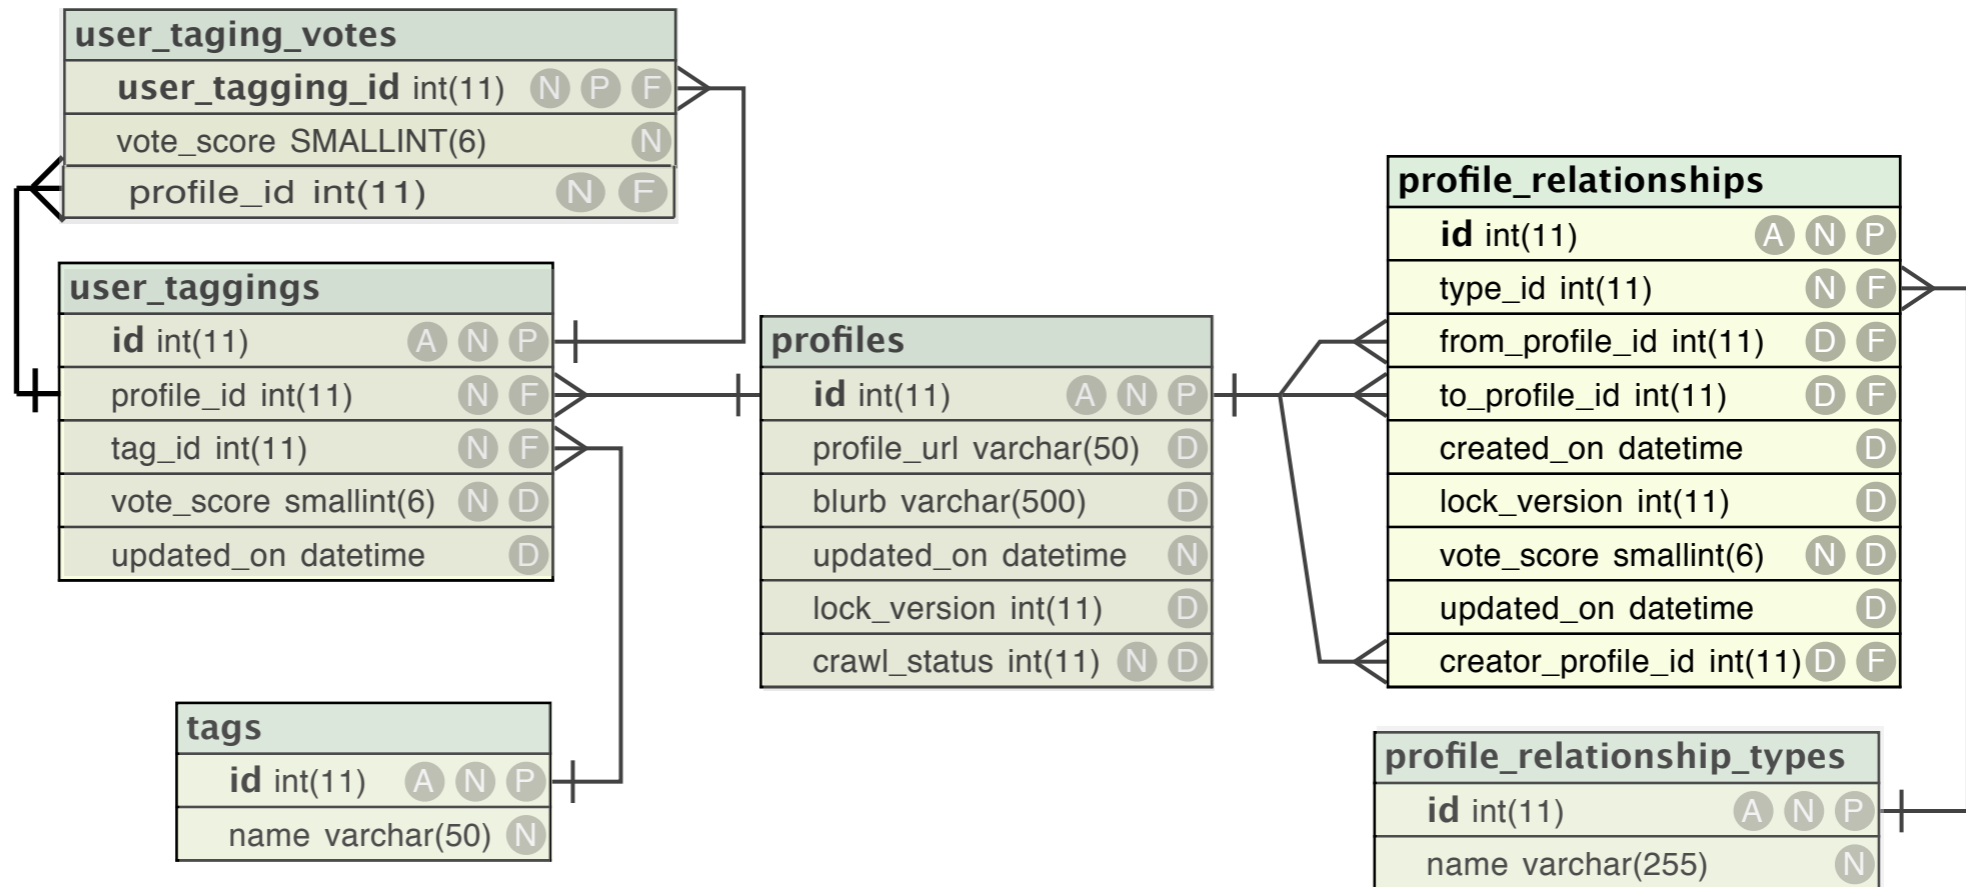 user_taging_votes
user_tagging_id int(11) N P F
vote_score SMALLINT(6) N
profile_id int(11) N F
user_taggings
id int(11) A N P
profile_id int(11) N F
tag_id int(11) N F
vote_score smallint(6) N D
updated_on datetime D
tags
id int(11) A N P
name varchar(50) N
profiles
id int(11) A N P
profile_url varchar(50) D
blurb varchar(500) D
updated_on datetime N
lock_version int(11) D
crawl_status int(11) N D
profile_relationships
id int(11) A N P
type_id int(11) N F
from_profile_id int(11) D F
to_profile_id int(11) D F
created_on datetime D
lock_version int(11) D
vote_score smallint(6) N D
updated_on datetime D
creator_profile_id int(11) D F
profile_relationship_types
id int(11) A N P
name varchar(255) N